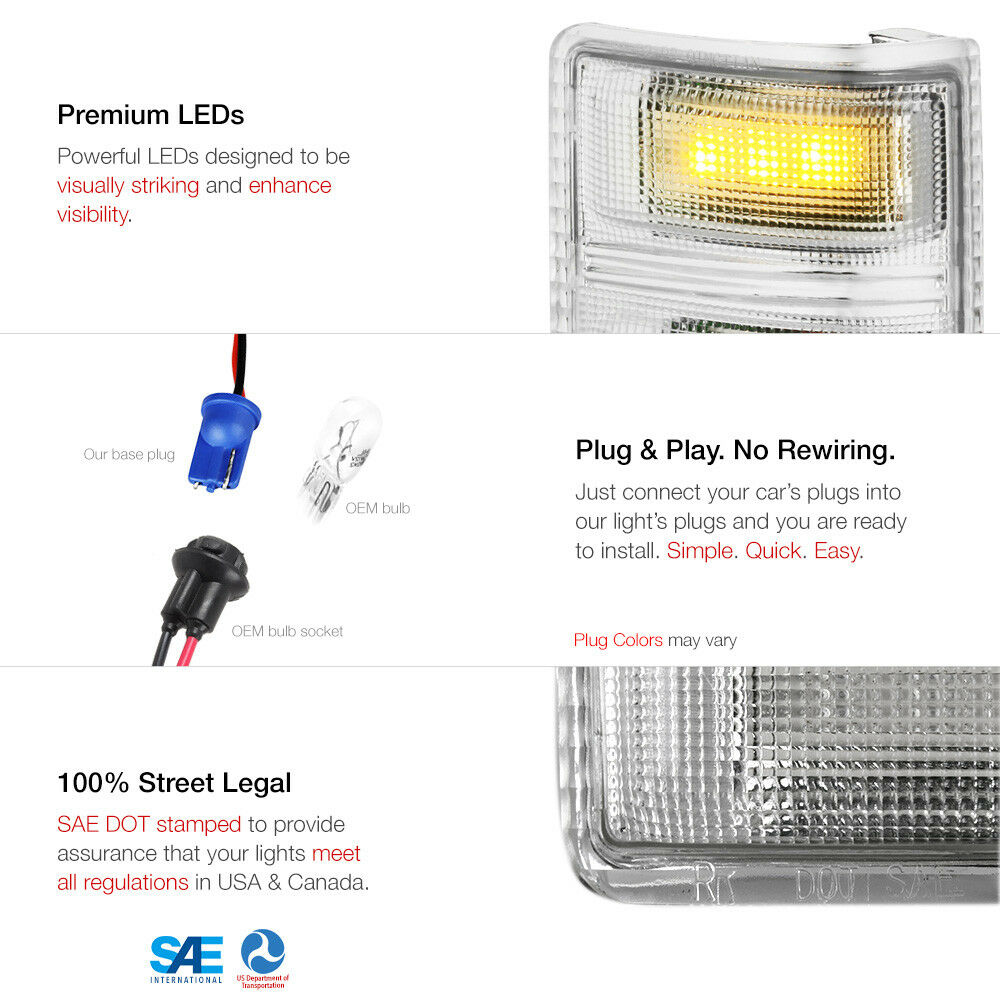 Premium LEDs
Powerful LEDs designed to be
visually striking and enhance
visibility.
Our base plug
OEM bulb
OEM bulb socket
Plug & Play. No Rewiring.
Just connect your car's plugs into
our light's plugs and you are ready
to install. Simple. Quick. Easy.
Plug Colors may vary
100% Street Legal
SAE DOT stamped to provide
assurance that your lights meet
all regulations in USA & Canada.
RK DOT SAE
SAE
INTERNATIONAL
US Department of
Transportation